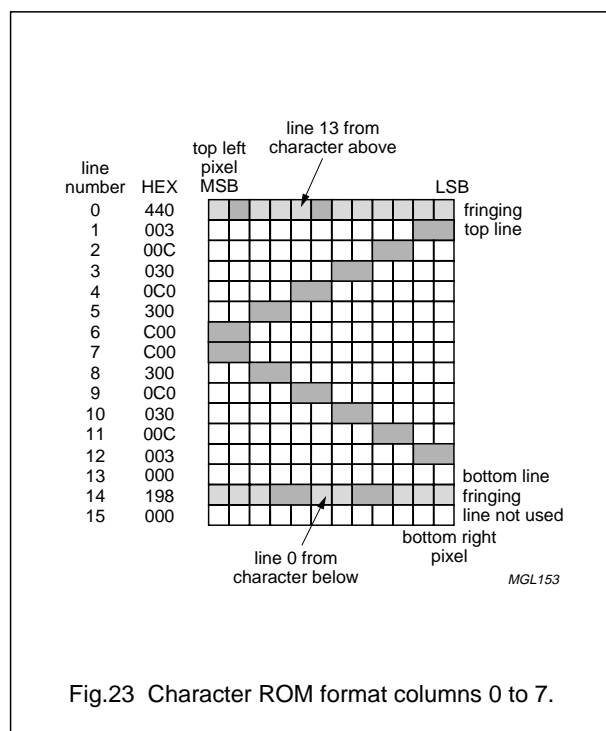 line 13 from
character above
top left
pixel
MSB
line
number
HEX
LSB
0 440 fringing
1 003 top line
2 00C
3 030
4 0C0
5 300
6 C00
7 C00
8 300
9 0C0
10 030
11 00C
12 003
13 000 bottom line
14 198 fringing
15 000 line not used
line 0 from
character below
bottom right
pixel
MGL153
Fig.23 Character ROM format columns 0 to 7.